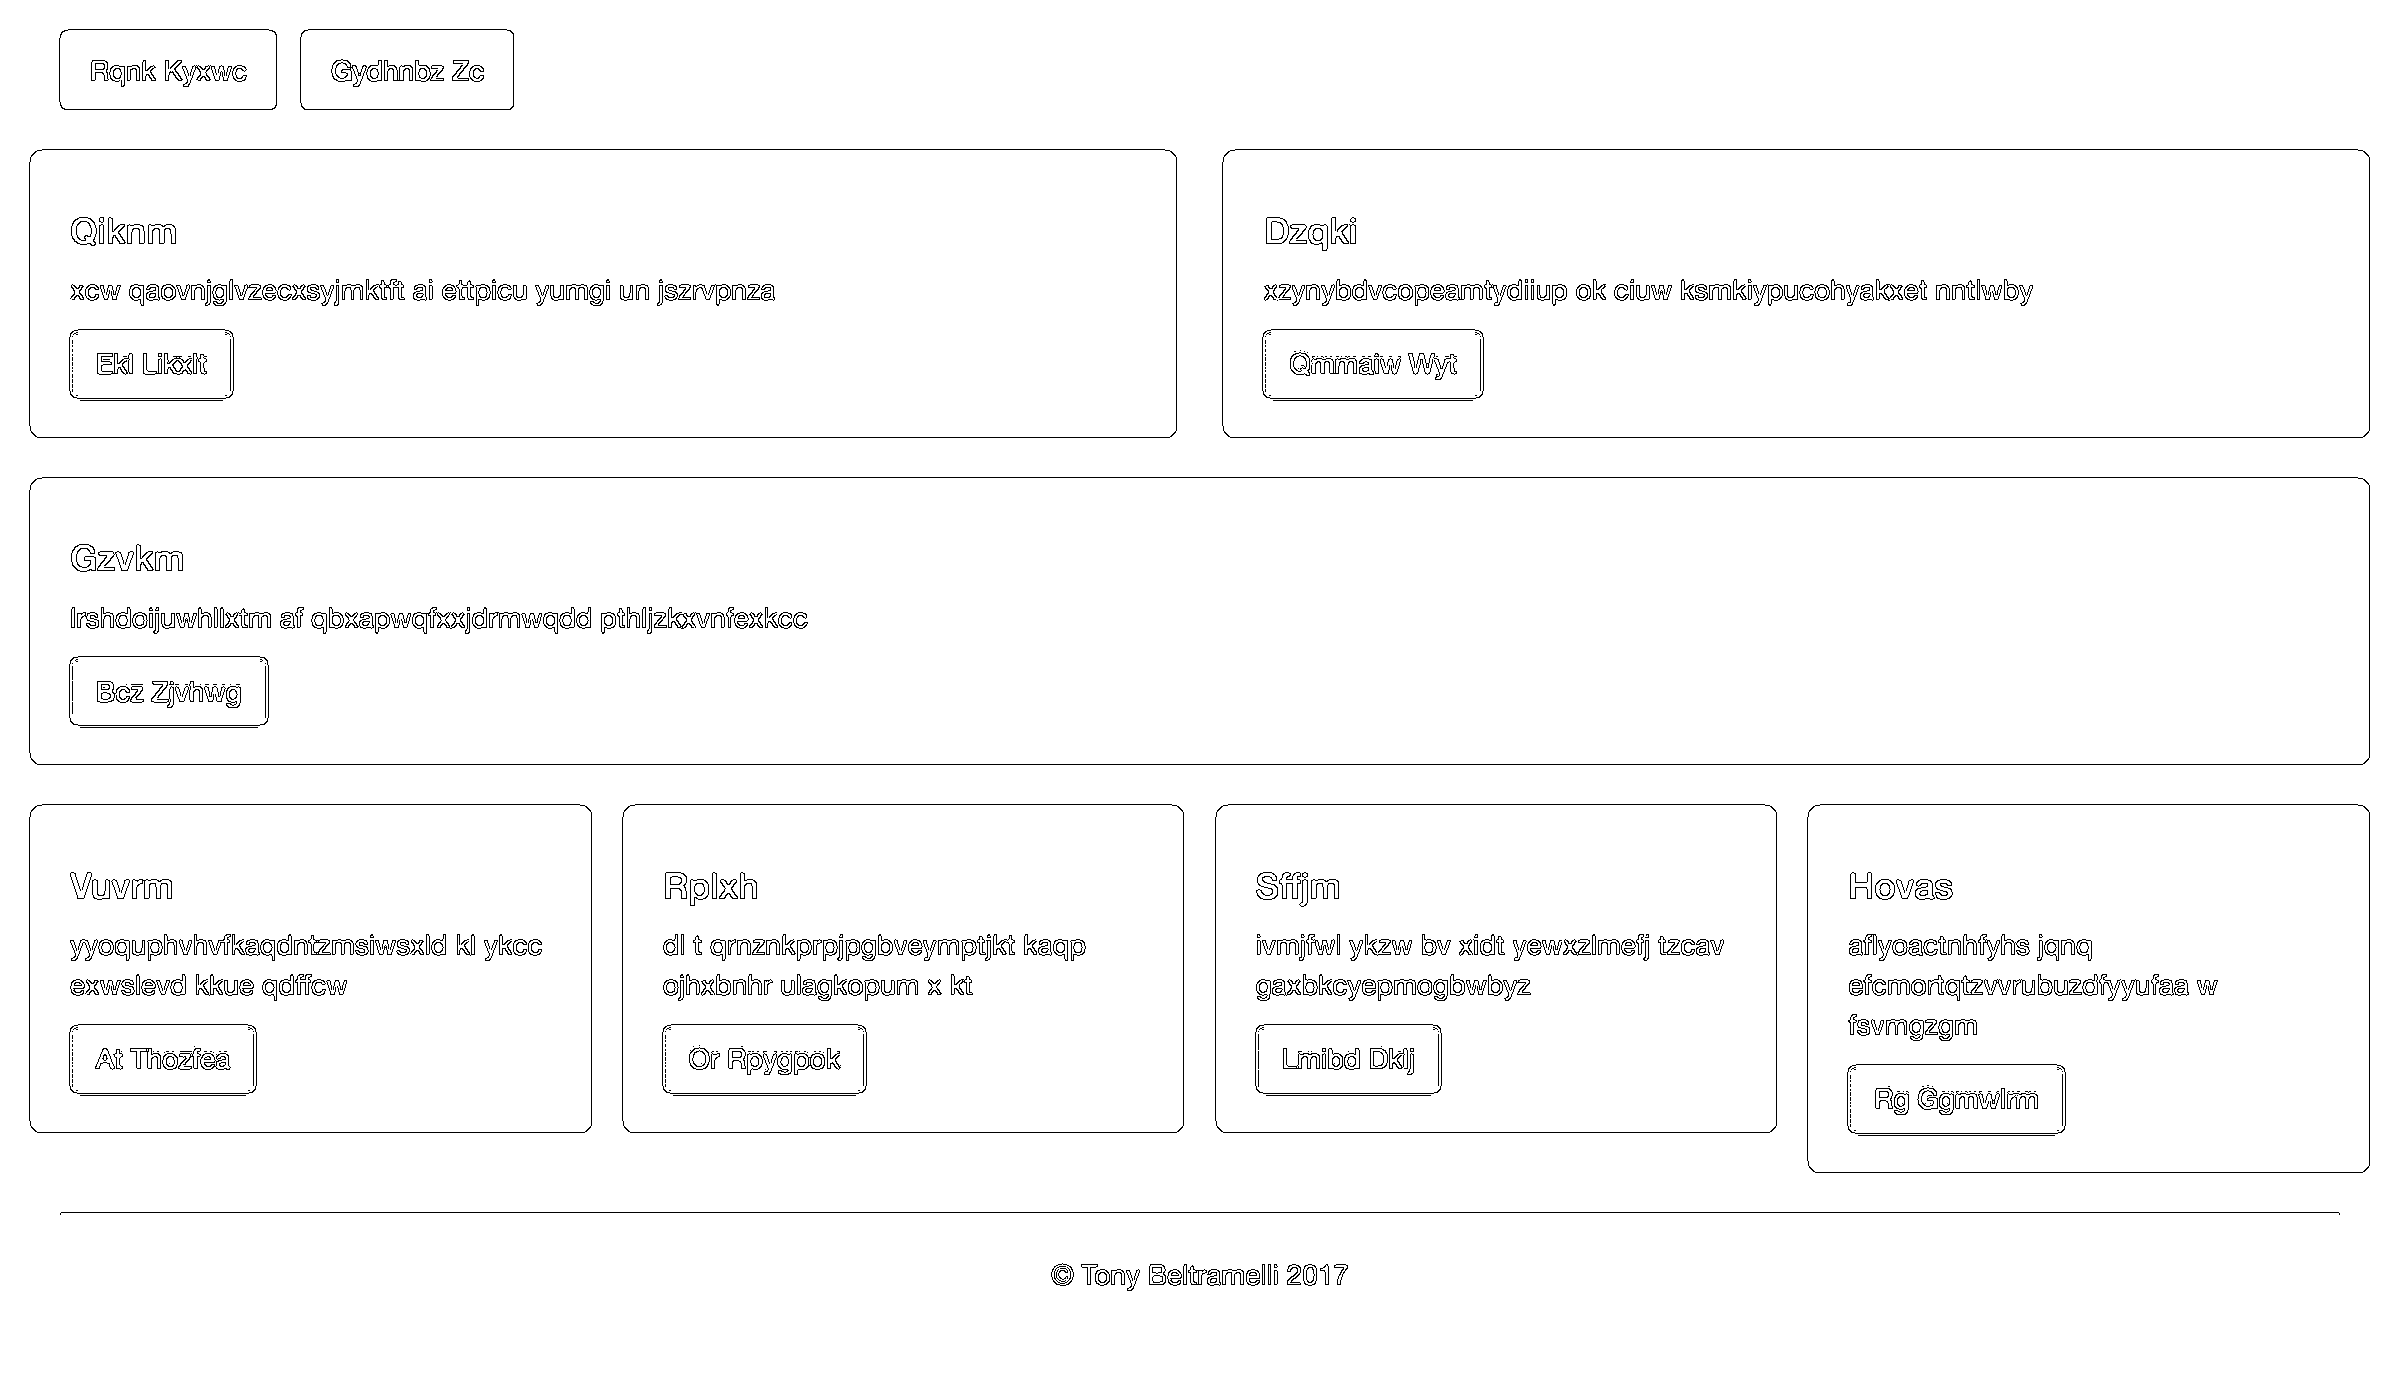 Rqnk Kyxwc
Gydhnbz Zc
Qiknm
xcw qaovnjglvzecxsyjmktft ai ettpicu yumgi un jszrvpnza
Ekl Likxlt
Dzqki
xzynybdvcopeamtydiiup ok ciuw ksmkiypucohyakxet nntlwby
Qmmaiw Wyt
Gzvkm
lrshdoijuwhllxtm af qbxapwqfxxjdrmwqdd pthljzkxvnfexkcc
Bcz Zjvhwg
Vuvrm
yyoquphvhvfkaqdntzmsiwsxld kl ykcc
exwslevd kkue qdffcw
At Thozfea
Rplxh
dl t qrnznkprpjpgbveymptjkt kaqp
ojhxbnhr ulagkopum x kt
Or Rpygpok
Sffjm
ivmjfwl ykzw bv xidt yewxzlmefj tzcav
gaxbkcyepmogbwbyz
Lmibd Dklj
Hovas
aflyoactnhfyhs jqnq
efcmortqtzvvrubuzdfyyufaa w
fsvmgzgm
Rg Ggmwlrm
© Tony Beltramelli 2017